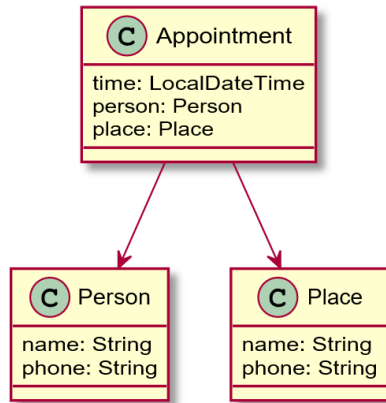 C Appointment
time: LocalDateTime
person: Person
place: Place
C Person
name: String
phone: String
C Place
name: String
phone: String